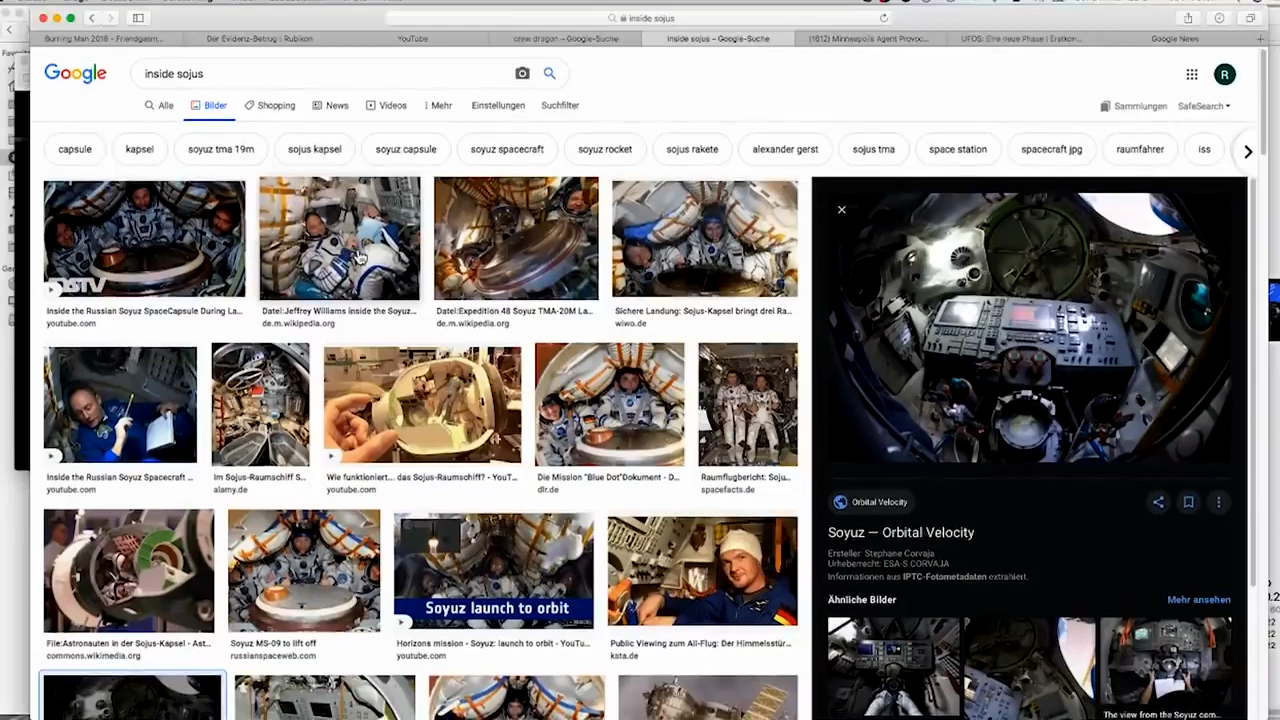 inside sojus
Burning Man 2018 - Friendgasm...
Der Evidenz-Betrug | Rubikon
YouTube
crew dragon – Google-Suche
inside sojus – Google-Suche
(1612) Minneapolis Agent Provoc...
UFOS: Eine neue Phase | Erstkon...
Google News
Google
inside sojus
R
Alle
Bilder
Shopping
News
Videos
Mehr
Einstellungen
Suchfilter
Sammlungen
SafeSearch
capsule
kapsel
soyuz tma 19m
sojus kapsel
soyuz capsule
soyuz spacecraft
soyuz rocket
sojus rakete
alexander gerst
sojus tma
space station
spacecraft jpg
raumfahrer
iss
Inside the Russian Soyuz SpaceCapsule During La...
youtube.com
Datei:Jeffrey Williams inside the Soyuz...
de.m.wikipedia.org
Datei:Expedition 48 Soyuz TMA-20M La...
de.m.wikipedia.org
Sichere Landung: Sojus-Kapsel bringt drei Ra...
wiwo.de
Inside the Russian Soyuz Spacecraft ...
youtube.com
Im Sojus-Raumschiff S...
alamy.de
Wie funktioniert... das Sojus-Raumschiff? - YouT...
youtube.com
Die Mission "Blue Dot"Dokument - D...
dlr.de
Raumflugbericht: Soju...
spacefacts.de
Soyuz launch to orbit
File:Astronauten in der Sojus-Kapsel - Ast...
commons.wikimedia.org
Soyuz MS-09 to lift off
russianspaceweb.com
Horizons mission - Soyuz: launch to orbit - YouTu...
youtube.com
Public Viewing zum All-Flug: Der Himmelsstür...
ksta.de
Orbital Velocity
Soyuz — Orbital Velocity
Ersteller: Stephane Corvaja
Urheberrecht: ESA-S.CORVAJA
Informationen aus IPTC-Fotometadaten extrahiert.
Ähnliche Bilder
Mehr ansehen
The view from the Soyuz com...